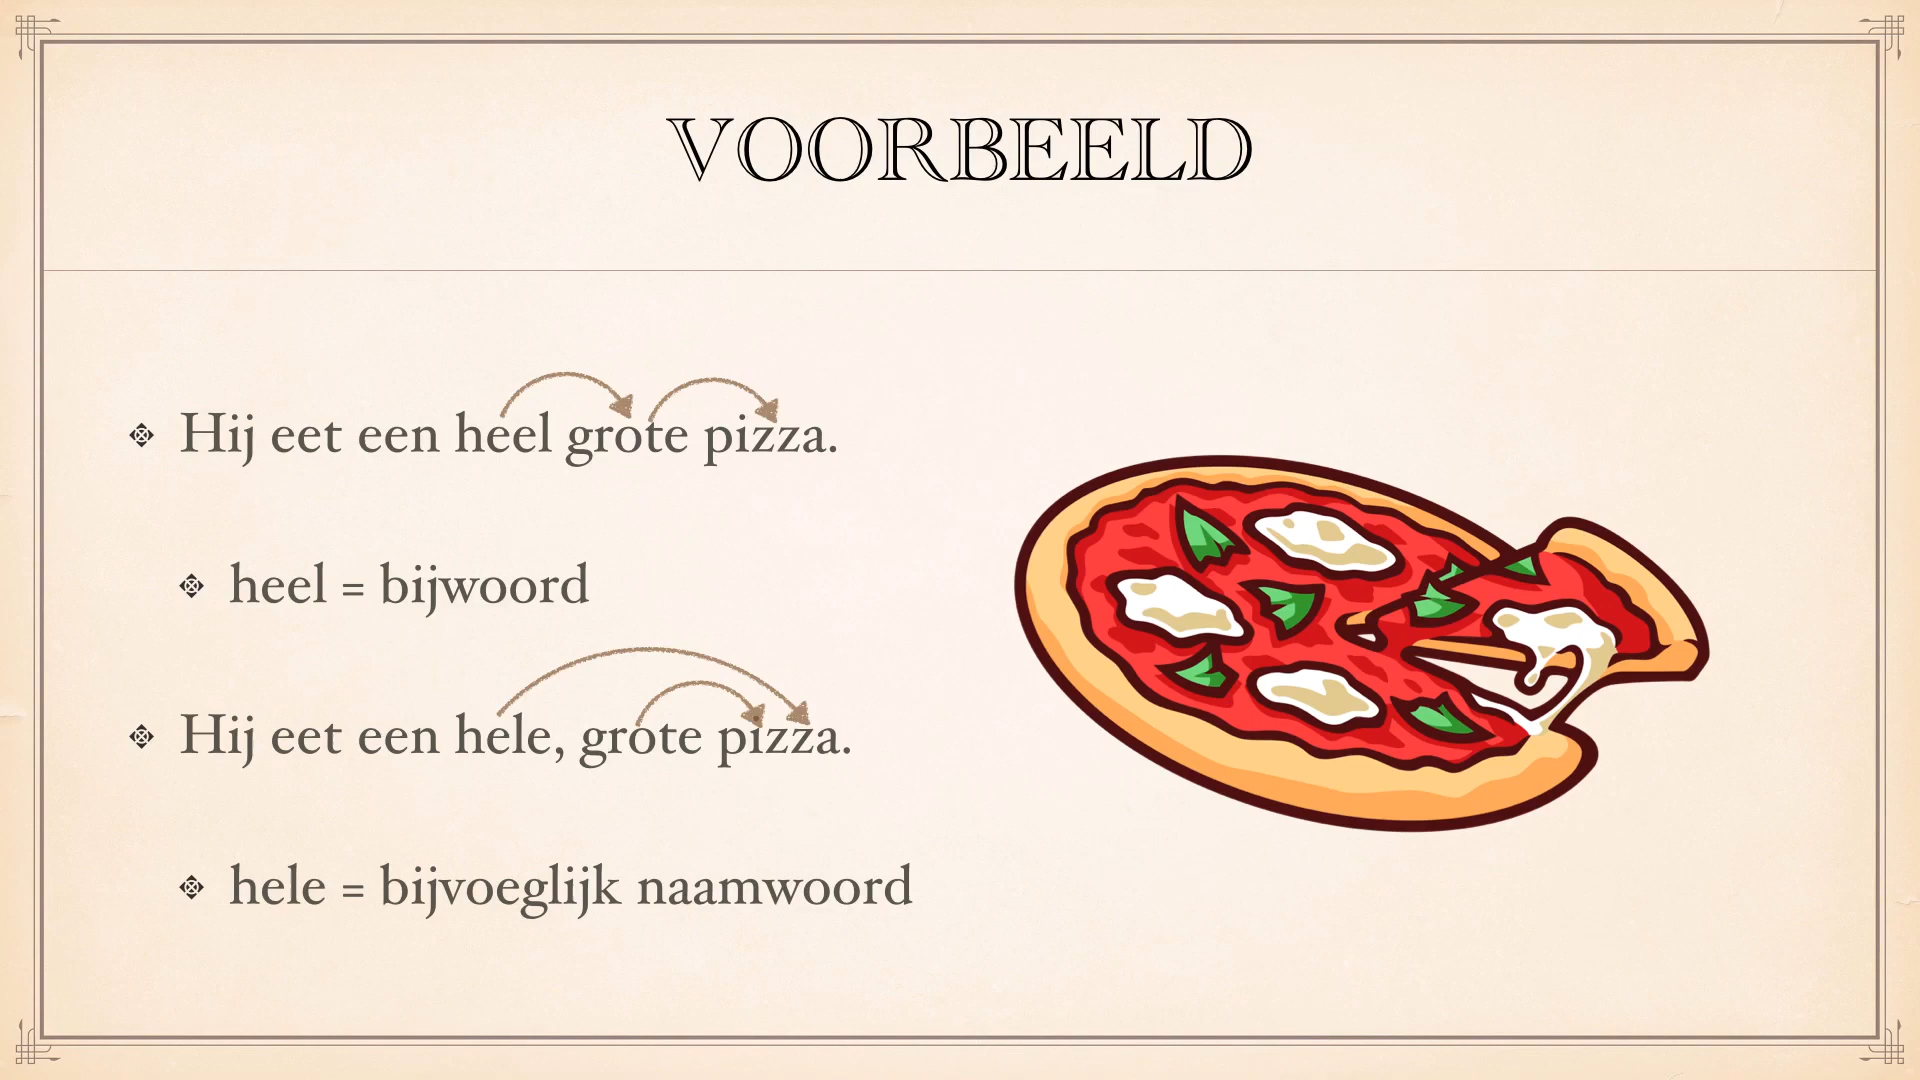 VOORBEELD
Hij eet een heel grote pizza.
heel = bijwoord
Hij eet een hele, grote pizza.
hele = bijvoeglijk naamwoord